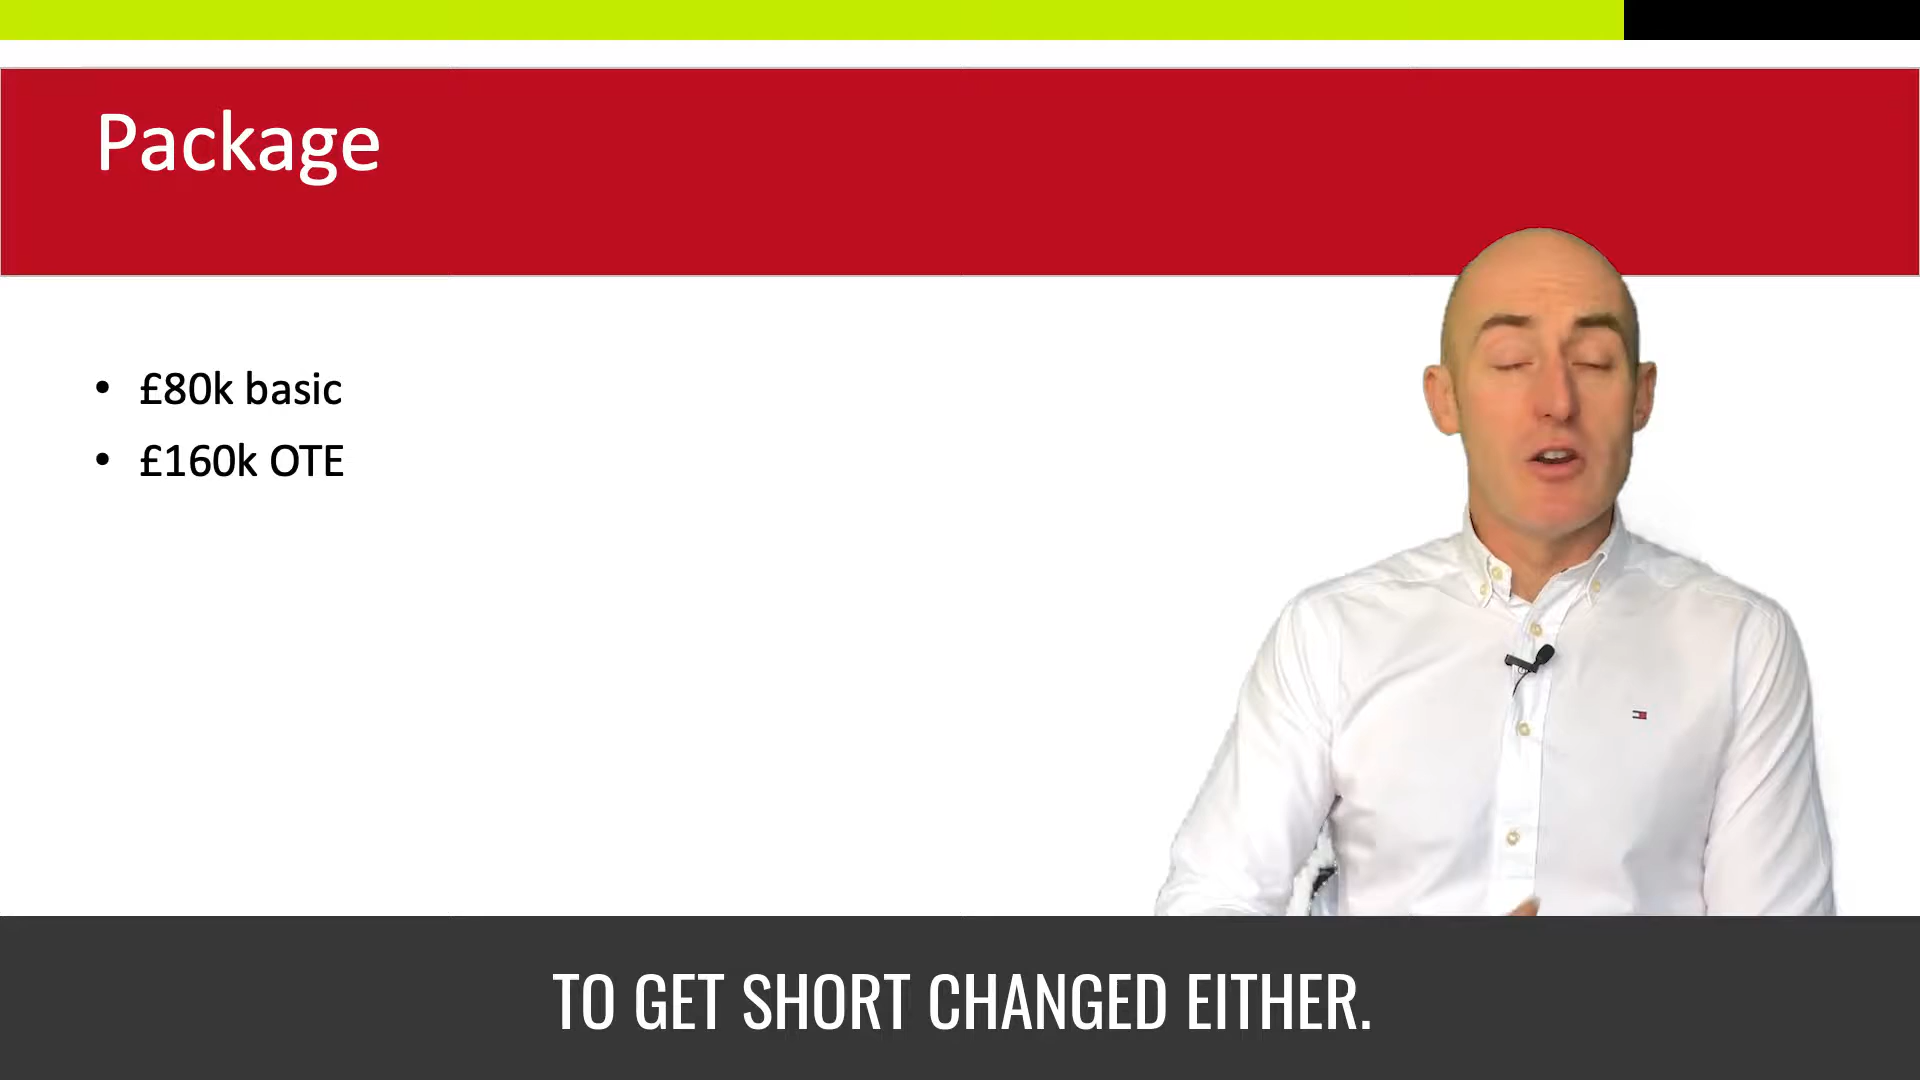 Package
• £80k basic
• £160k OTE
TO GET SHORT CHANGED EITHER.